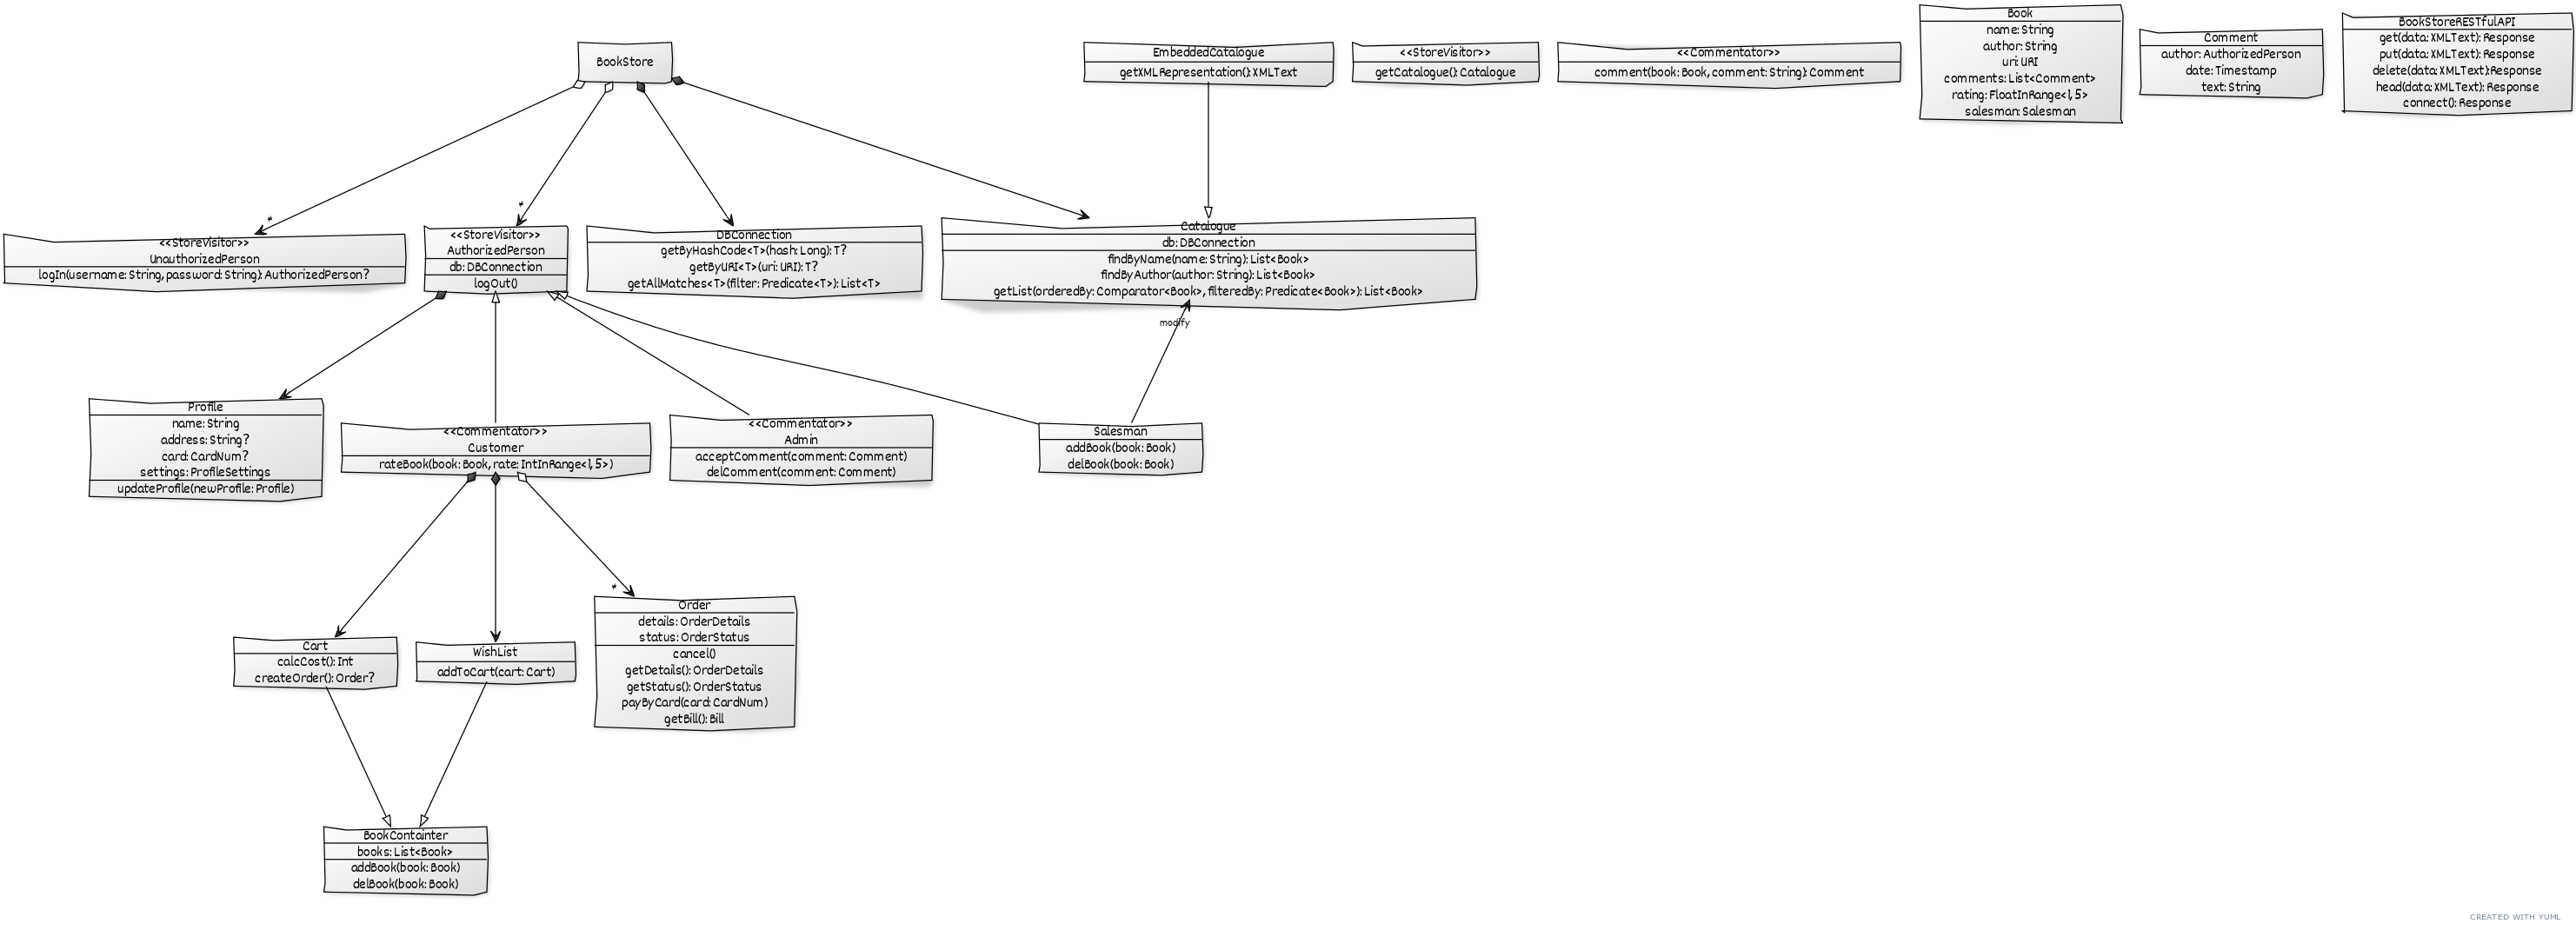 BookStore
EmbeddedCatalogue
getXMLRepresentation(): XMLText
<<StoreVisitor>>
getCatalogue(): Catalogue
<<Commentator>>
comment(book: Book, comment: String): Comment
Book
name: String
author: String
uri: URI
comments: List<Comment>
rating: FloatInRange<1, 5>
salesman: Salesman
Comment
author: AuthorizedPerson
date: Timestamp
text: String
BookStoreRESTfulAPI
get(data: XMLText): Response
put(data: XMLText): Response
delete(data: XMLText):Response
head(data: XMLText): Response
connect(): Response
*
*
<<StoreVisitor>>
UnauthorizedPerson
logIn(username: String, password: String): AuthorizedPerson?
<<StoreVisitor>>
AuthorizedPerson
db: DBConnection
logOut()
DBConnection
getByHashCode<T>(hash: Long): T?
getByURI<T>(uri: URI): T?
getAllMatches<T>(filter: Predicate<T>): List<T>
Catalogue
db: DBConnection
findByName(name: String): List<Book>
findByAuthor(author: String): List<Book>
getList(orderedBy: Comparator<Book>, filteredBy: Predicate<Book>): List<Book>
modify
Profile
name: String
address: String?
card: CardNum?
settings: ProfileSettings
updateProfile(newProfile: Profile)
<<Commentator>>
Customer
rateBook(book: Book, rate: IntInRange<1, 5>)
<<Commentator>>
Admin
acceptComment(comment: Comment)
delComment(comment: Comment)
Salesman
addBook(book: Book)
delBook(book: Book)
*
Cart
calcCost(): Int
createOrder(): Order?
WishList
addToCart(cart: Cart)
Order
details: OrderDetails
status: OrderStatus
cancel()
getDetails(): OrderDetails
getStatus(): OrderStatus
payByCard(card: CardNum)
getBill(): Bill
BookContainter
books: List<Book>
addBook(book: Book)
delBook(book: Book)
CREATED WITH YUML